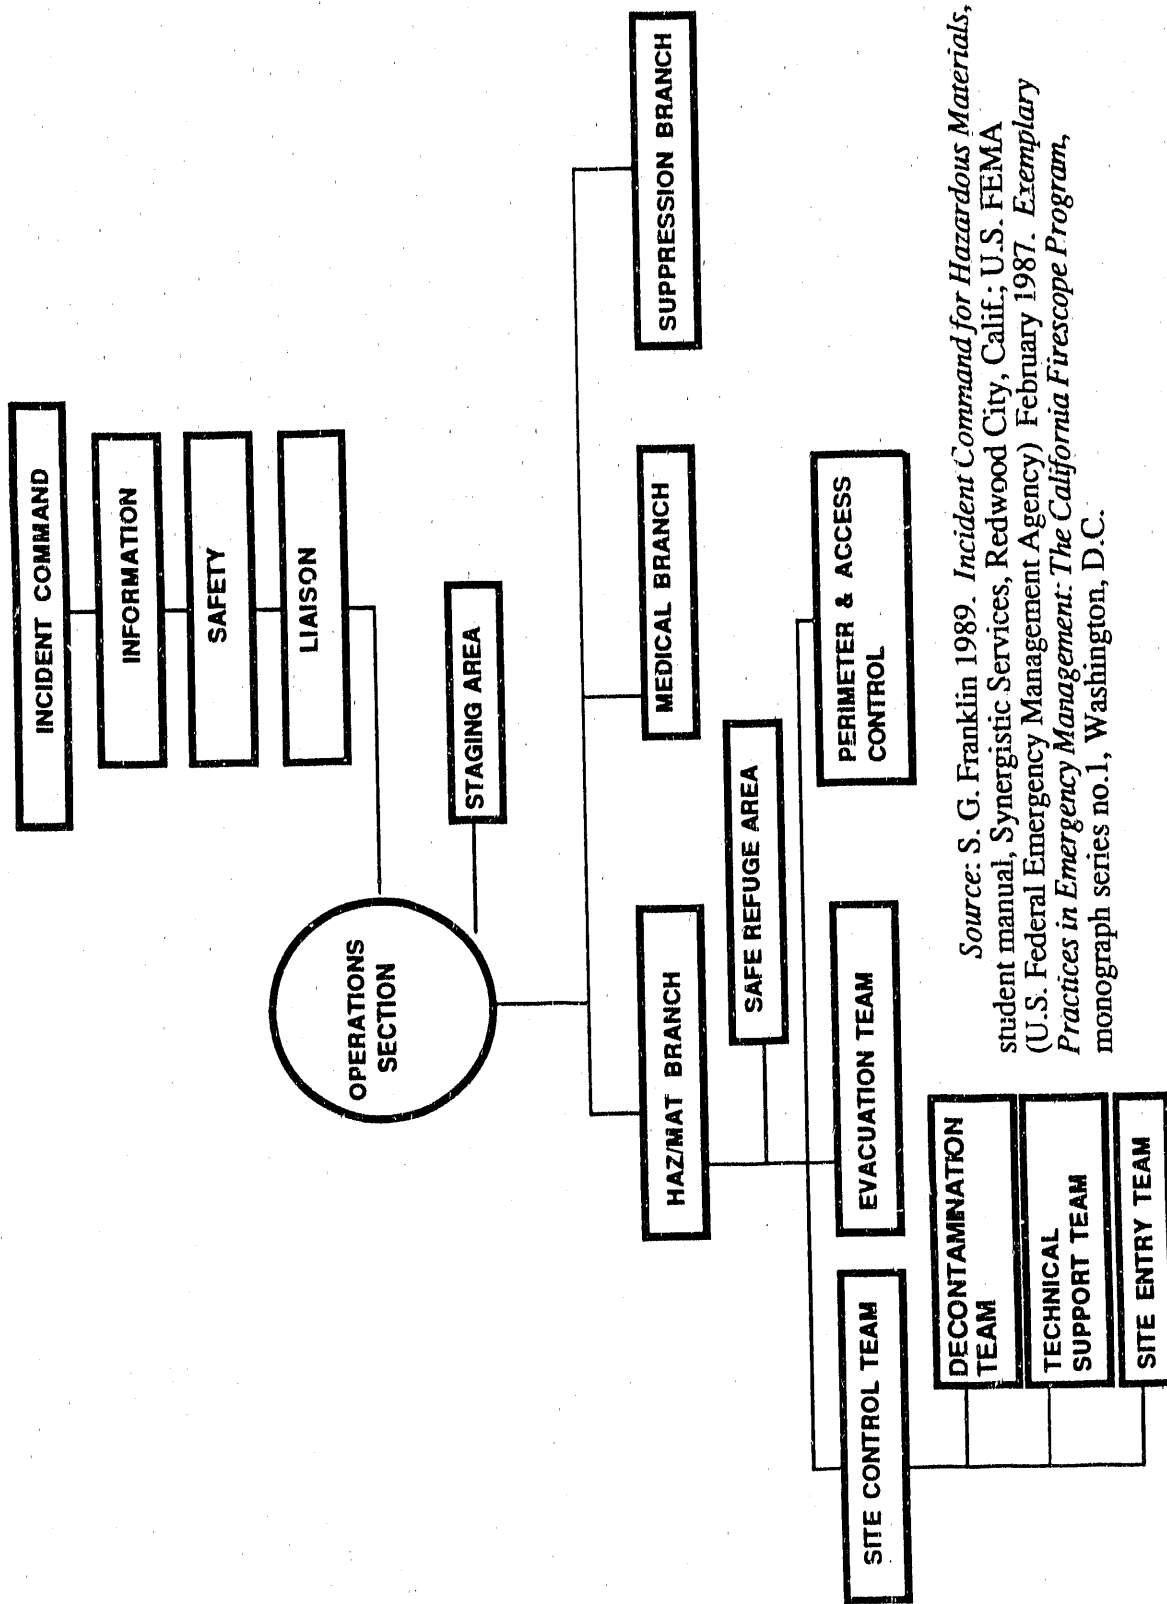 INCIDENT COMMAND
INFORMATION
SAFETY
LIAISON
OPERATIONS
SECTION
STAGING AREA
HAZ/MAT BRANCH
MEDICAL BRANCH
SUPPRESSION BRANCH
SAFE REFUGE AREA
SITE CONTROL TEAM
EVACUATION TEAM
PERIMETER & ACCESS
CONTROL
DECONTAMINATION
TEAM
TECHNICAL
SUPPORT TEAM
SITE ENTRY TEAM
Source: S. G. Franklin 1989. Incident Command for Hazardous Materials,
student manual, Synergistic Services, Redwood City, Calif.; U.S. FEMA
(U.S. Federal Emergency Management Agency) February 1987. Exemplary
Practices in Emergency Management: The California Firescope Program,
monograph series no.1, Washington, D.C.